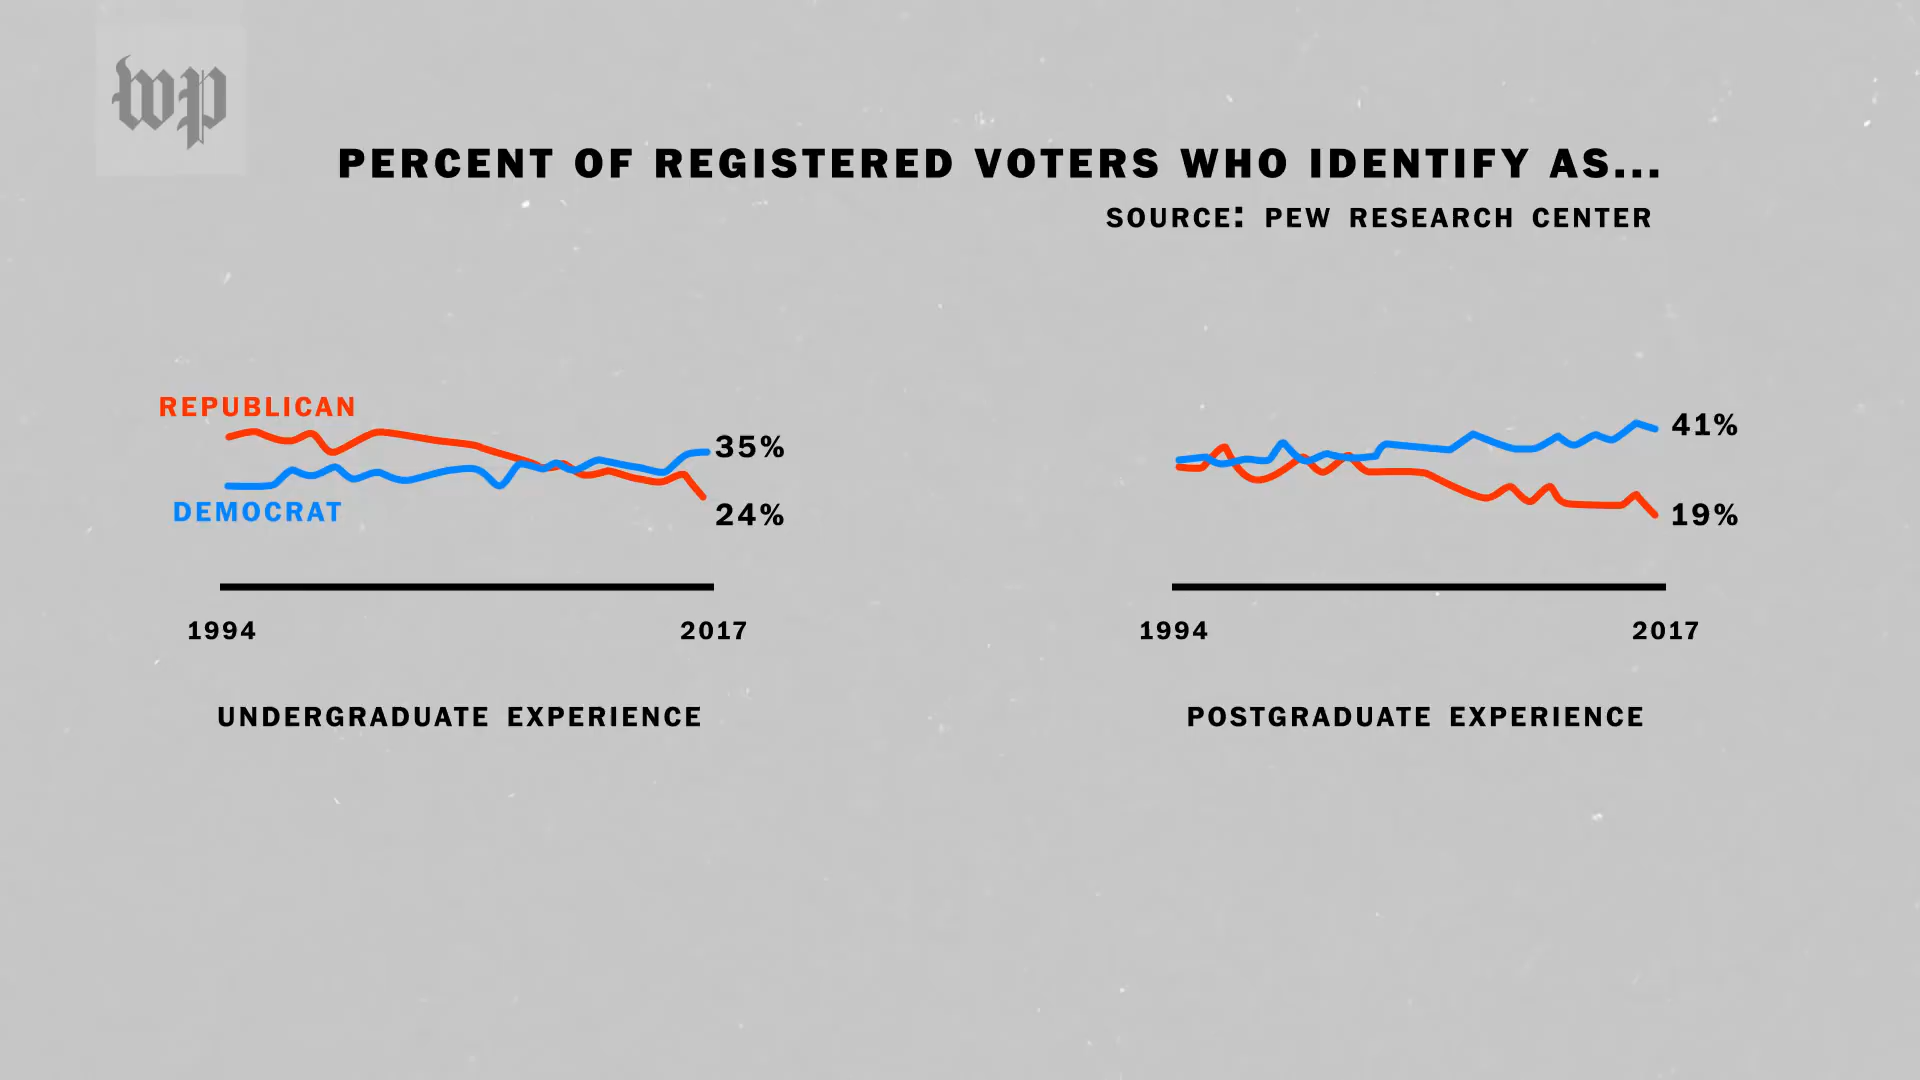 wp
PERCENT OF REGISTERED VOTERS WHO IDENTIFY AS...
SOURCE: PEW RESEARCH CENTER
REPUBLICAN
DEMOCRAT
35%
24%
1994
2017
UNDERGRADUATE EXPERIENCE
41%
19%
1994
2017
POSTGRADUATE EXPERIENCE